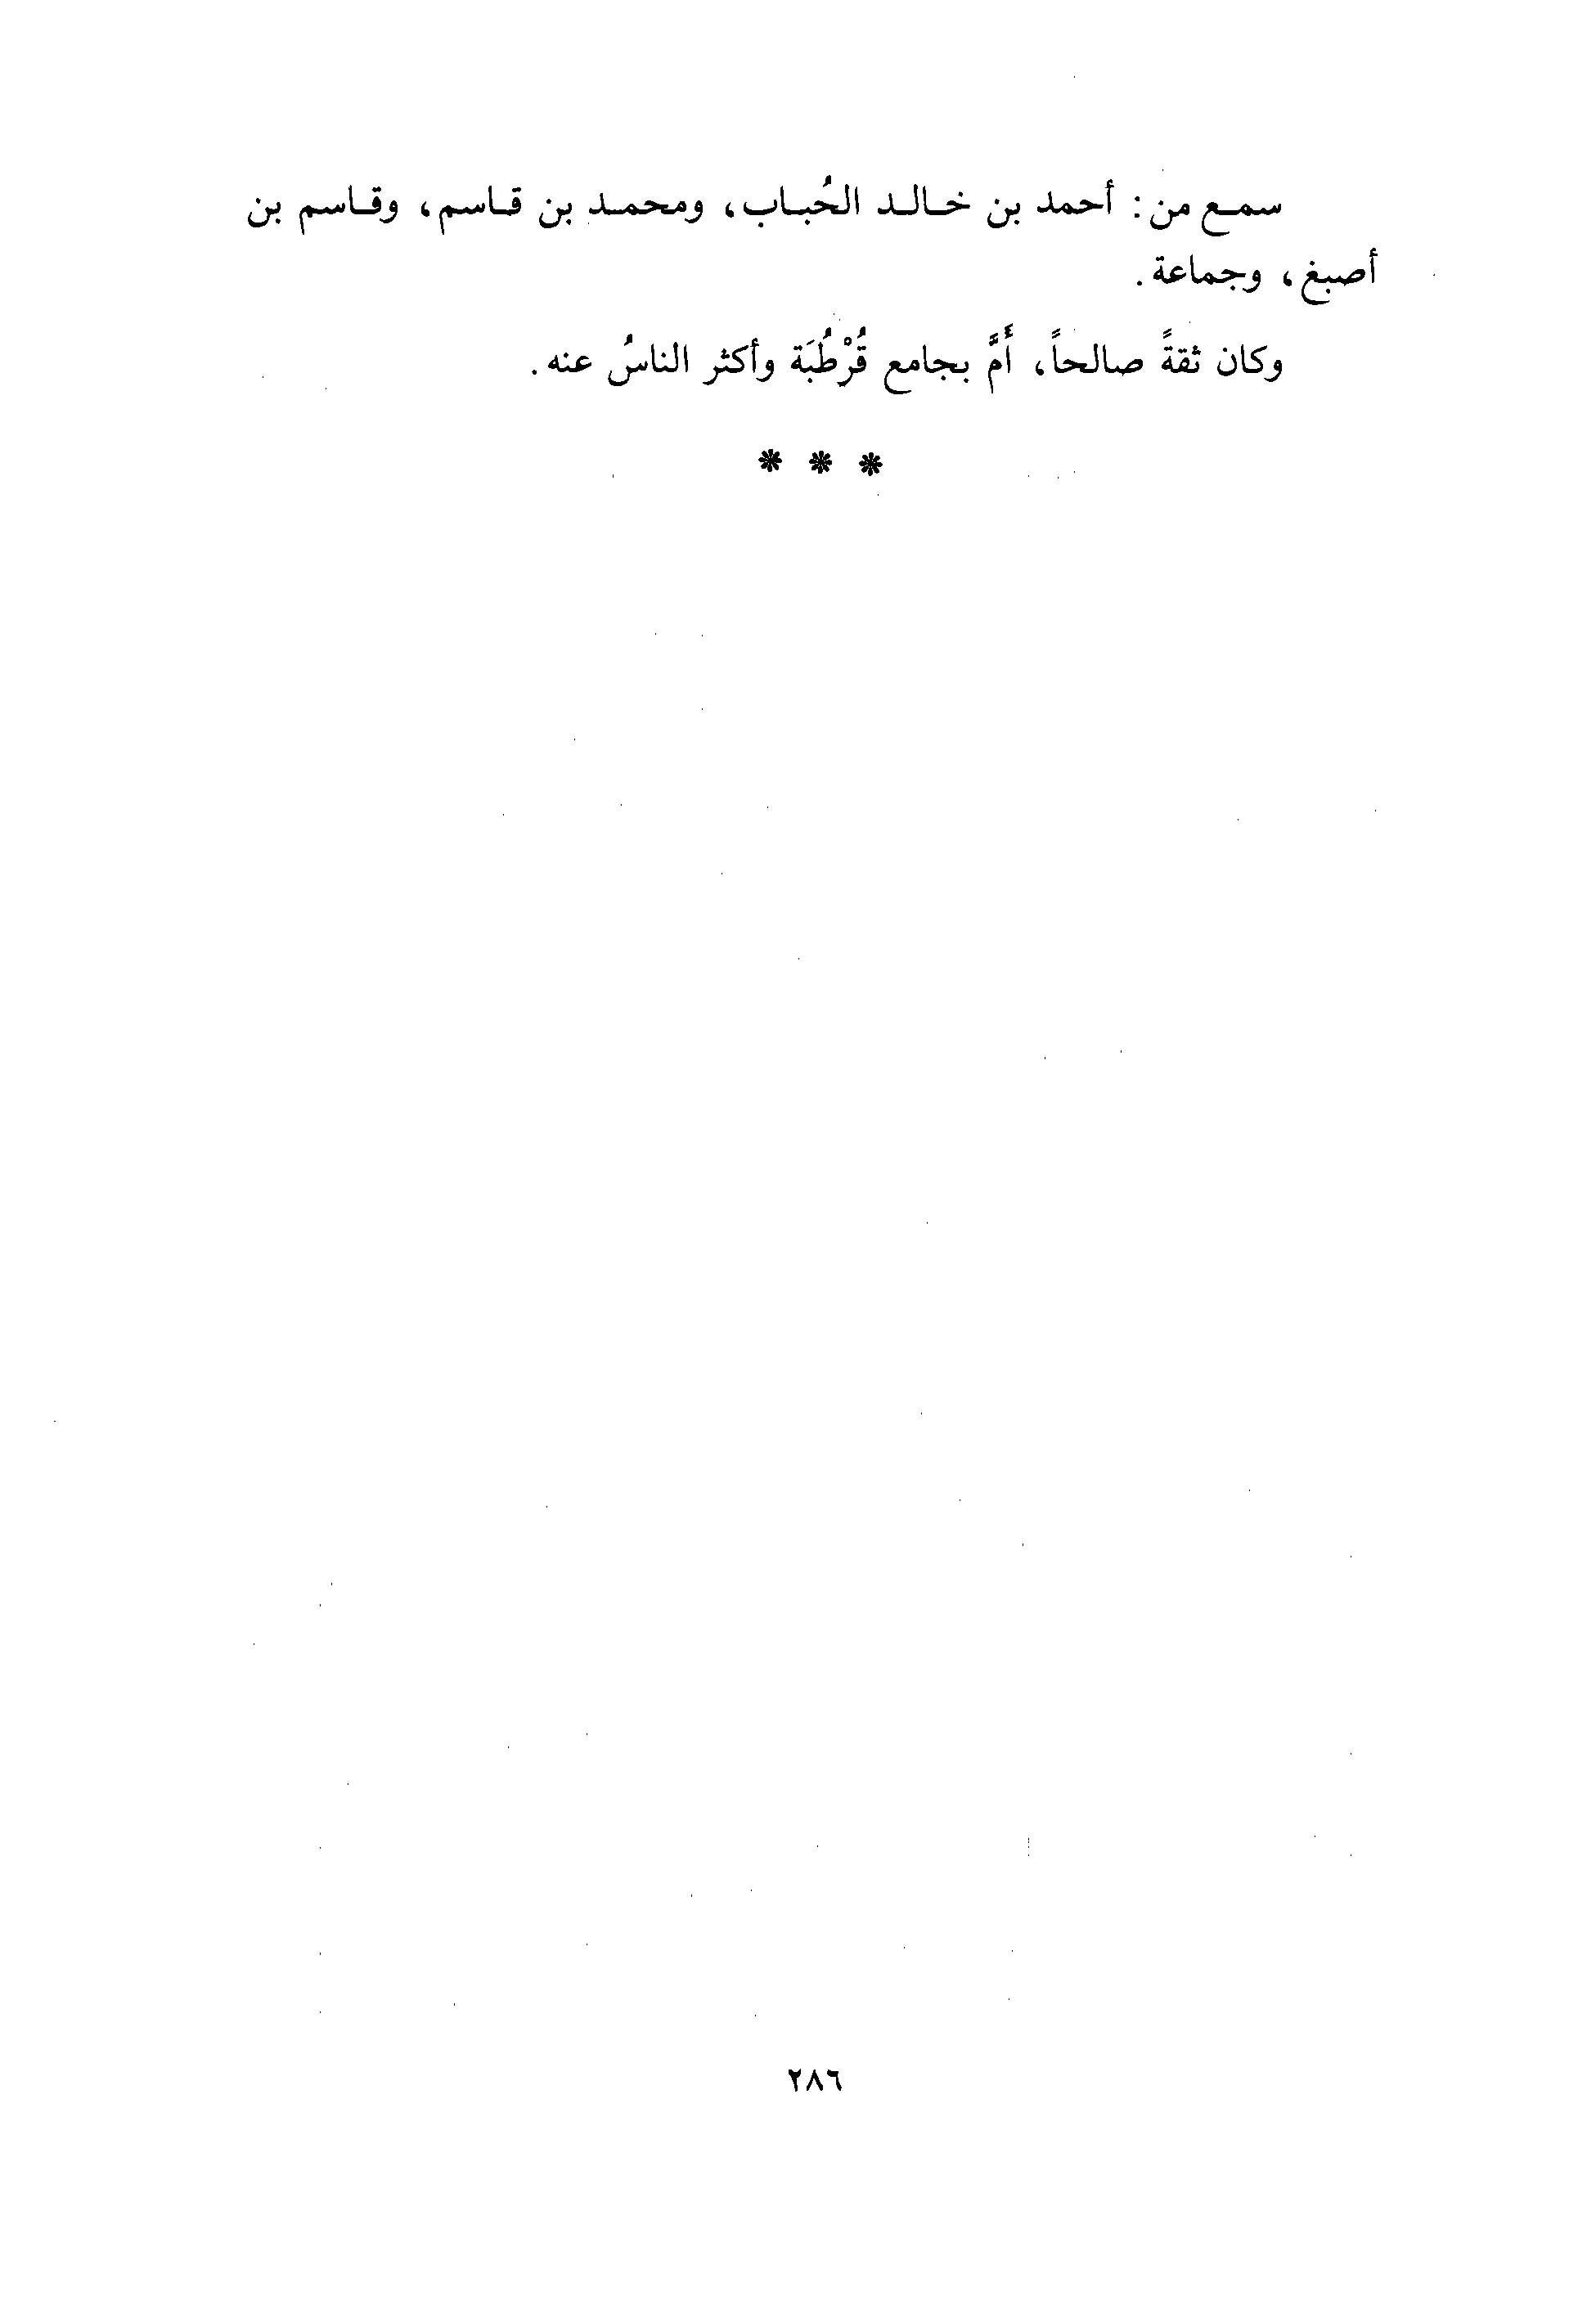 سمع من: أحمد بن خالد الحُباب، ومحمد بن قاسم، وقاسم بن
أصبغ، وجماعة.
وكان ثقةً صالحاً، أَمَّ بجامع قُرْطُبَة وأكثر الناسُ عنه.
* * *
٢٨٦